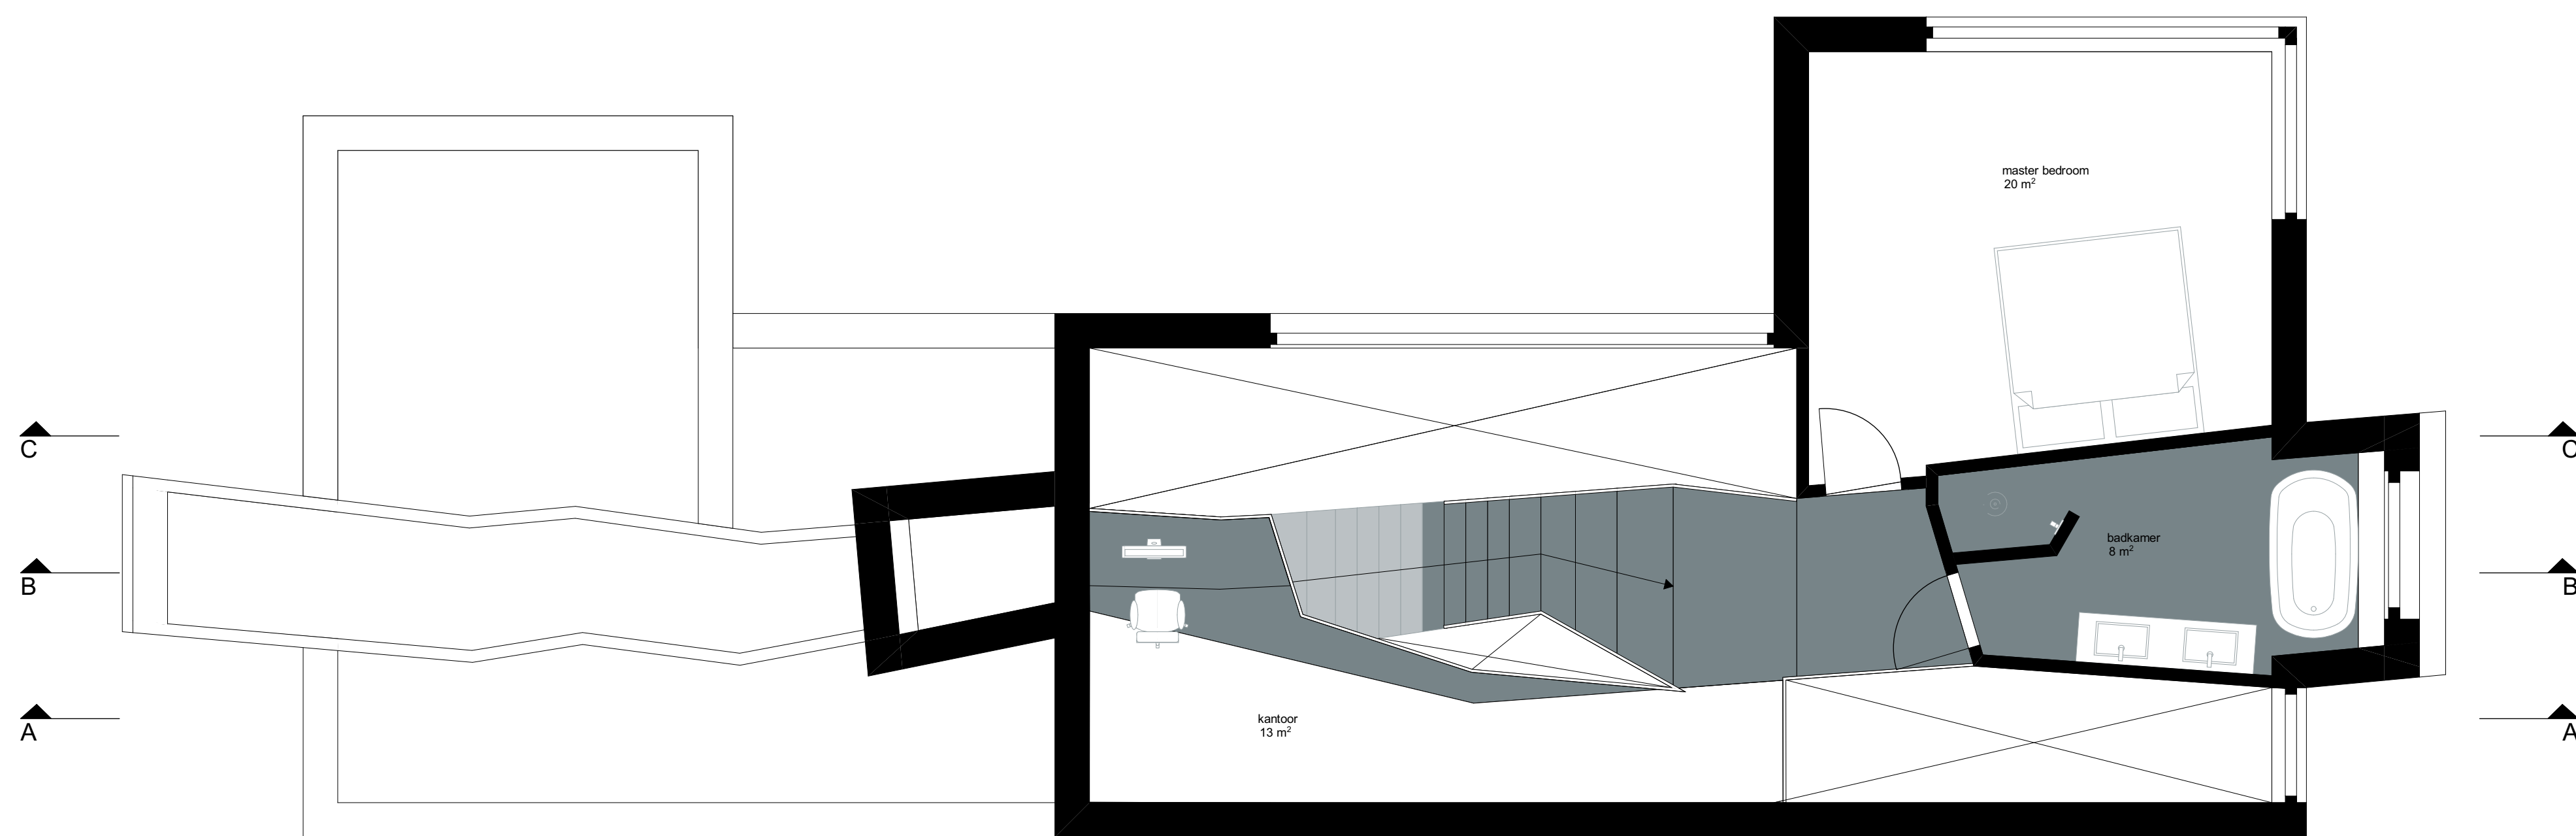 master bedroom
20 m²
C
C
badkamer
8 m²
B
B
kantoor
13 m²
A
A